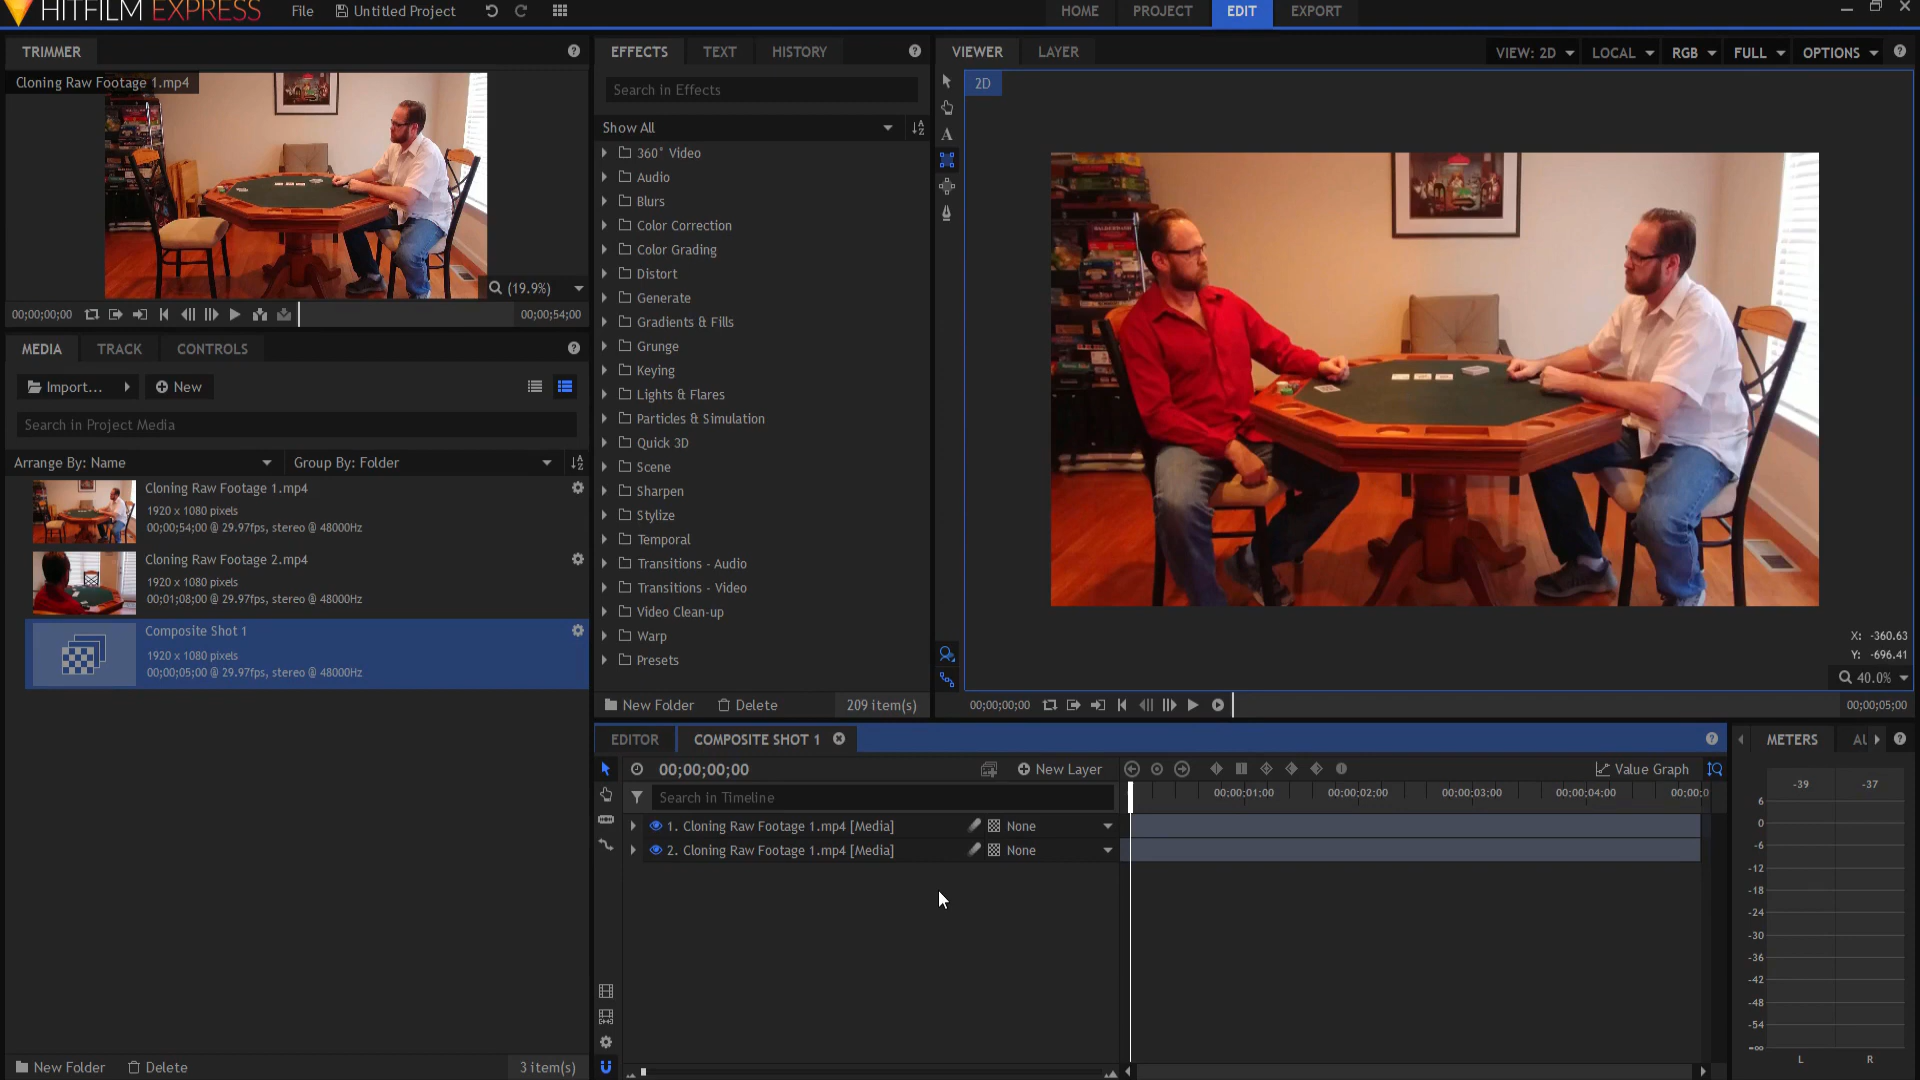 HITFILM EXPRESS File Untitled Project HOME PROJECT EDIT EXPORT
TRIMMER
Cloning Raw Footage 1.mp4
(19.9%)
00;00;00;00 00;00;54;00
MEDIA TRACK CONTROLS
Import... New
Search in Project Media
Arrange By: Name Group By: Folder
Cloning Raw Footage 1.mp4
1920 x 1080 pixels
00;00;54;00 @ 29.97fps, stereo @ 48000Hz
Cloning Raw Footage 2.mp4
1920 x 1080 pixels
00;01;08;00 @ 29.97fps, stereo @ 48000Hz
Composite Shot 1
1920 x 1080 pixels
00;00;05;00 @ 29.97fps, stereo @ 48000Hz
New Folder Delete 3 item(s)
EFFECTS TEXT HISTORY
Search in Effects
Show All
360° Video
Audio
Blurs
Color Correction
Color Grading
Distort
Generate
Gradients & Fills
Grunge
Keying
Lights & Flares
Particles & Simulation
Quick 3D
Scene
Sharpen
Stylize
Temporal
Transitions - Audio
Transitions - Video
Video Clean-up
Warp
Presets
New Folder Delete 209 item(s)
VIEWER LAYER VIEW: 2D LOCAL RGB FULL OPTIONS
2D
X: -360.63
Y: -696.41
40.0%
00;00;00;00 00;00;05;00
EDITOR COMPOSITE SHOT 1
00;00;00;00 New Layer Value Graph
Search in Timeline
00;00;01;00 00;00;02;00 00;00;03;00 00;00;04;00 00;00;0
1. Cloning Raw Footage 1.mp4 [Media] None
2. Cloning Raw Footage 1.mp4 [Media] None
METERS AU
-39 -37
6
0
-6
-12
-18
-24
-30
-36
-42
-48
-54
-∞
L R